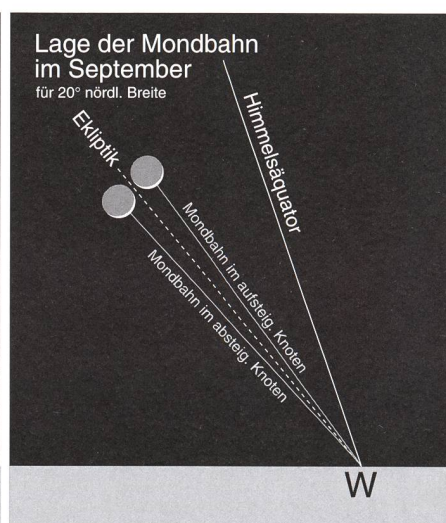 Lage der Mondbahn
im September
für 20° nördl. Breite
Ekliptik
Himmelsäquator
Mondbahn im aufsteig. Knoten
Mondbahn im absteig. Knoten
W